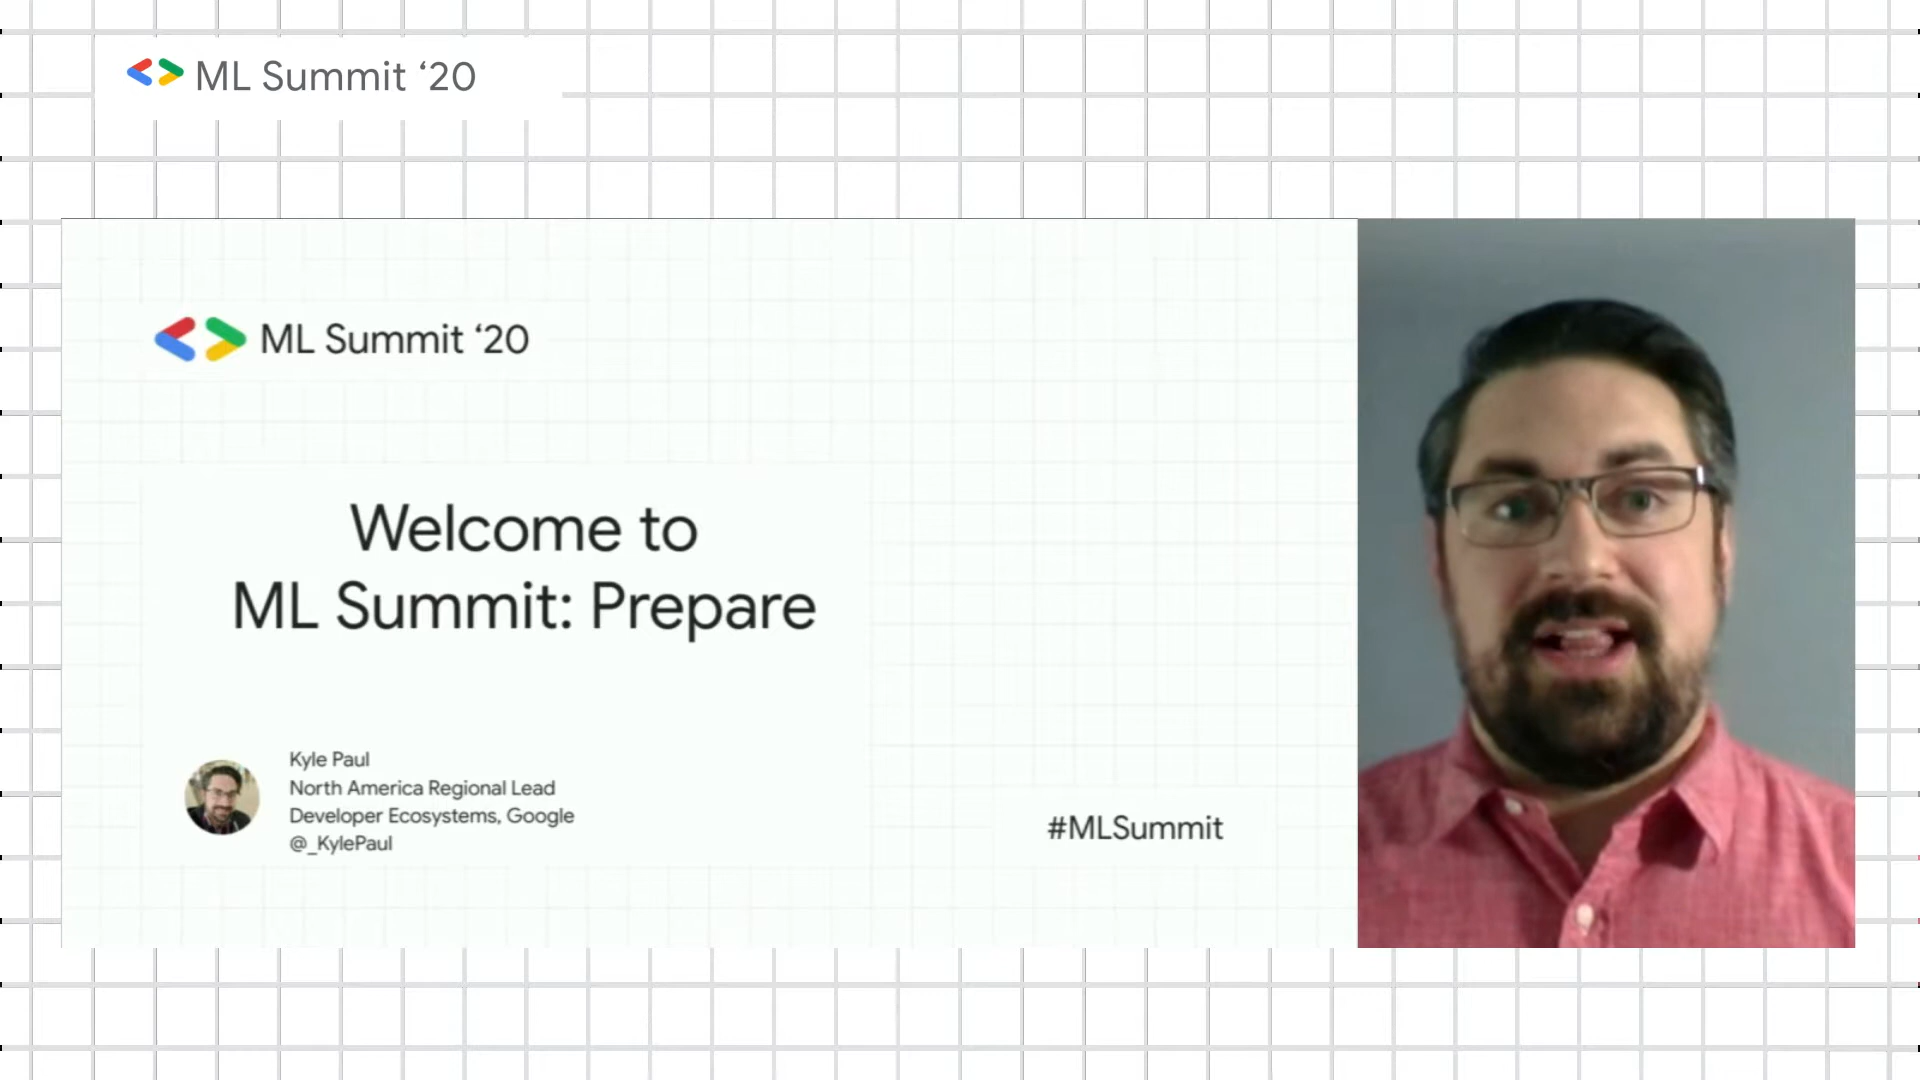 ML Summit ‘20
ML Summit ‘20
Welcome to
ML Summit: Prepare
Kyle Paul
North America Regional Lead
Developer Ecosystems, Google
@_KylePaul
#MLSummit